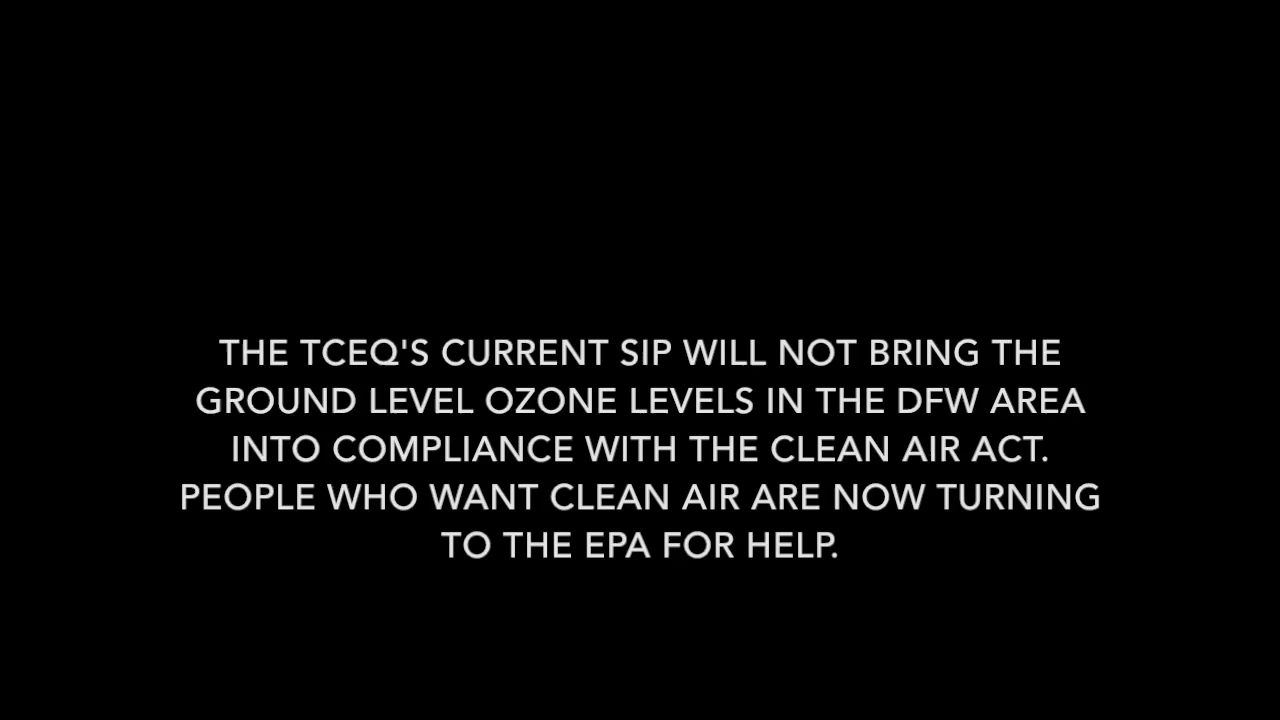 THE TCEQ'S CURRENT SIP WILL NOT BRING THE
GROUND LEVEL OZONE LEVELS IN THE DFW AREA
INTO COMPLIANCE WITH THE CLEAN AIR ACT.
PEOPLE WHO WANT CLEAN AIR ARE NOW TURNING
TO THE EPA FOR HELP.